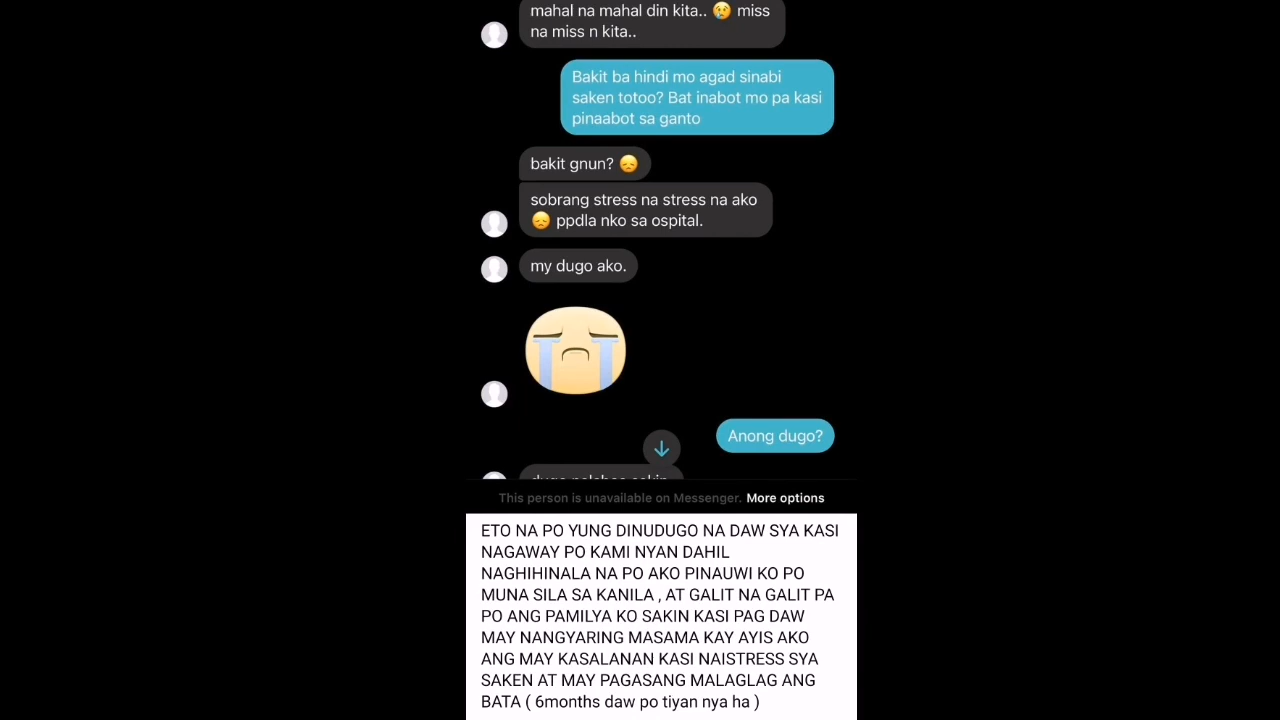 mahal na mahal din kita.. 😢 miss
na miss n kita..
Bakit ba hindi mo agad sinabi
saken totoo? Bat inabot mo pa kasi
pinaabot sa ganto
bakit gnun? 😞
sobrang stress na stress na ako
😞 ppdla nko sa ospital.
my dugo ako.
Anong dugo?
This person is unavailable on Messenger. More options
ETO NA PO YUNG DINUDUGO NA DAW SYA KASI
NAGAWAY PO KAMI NYAN DAHIL
NAGHIHINALA NA PO AKO PINAUWI KO PO
MUNA SILA SA KANILA , AT GALIT NA GALIT PA
PO ANG PAMILYA KO SAKIN KASI PAG DAW
MAY NANGYARING MASAMA KAY AYIS AKO
ANG MAY KASALANAN KASI NAISTRESS SYA
SAKEN AT MAY PAGASANG MALAGLAG ANG
BATA ( 6months daw po tiyan nya ha )